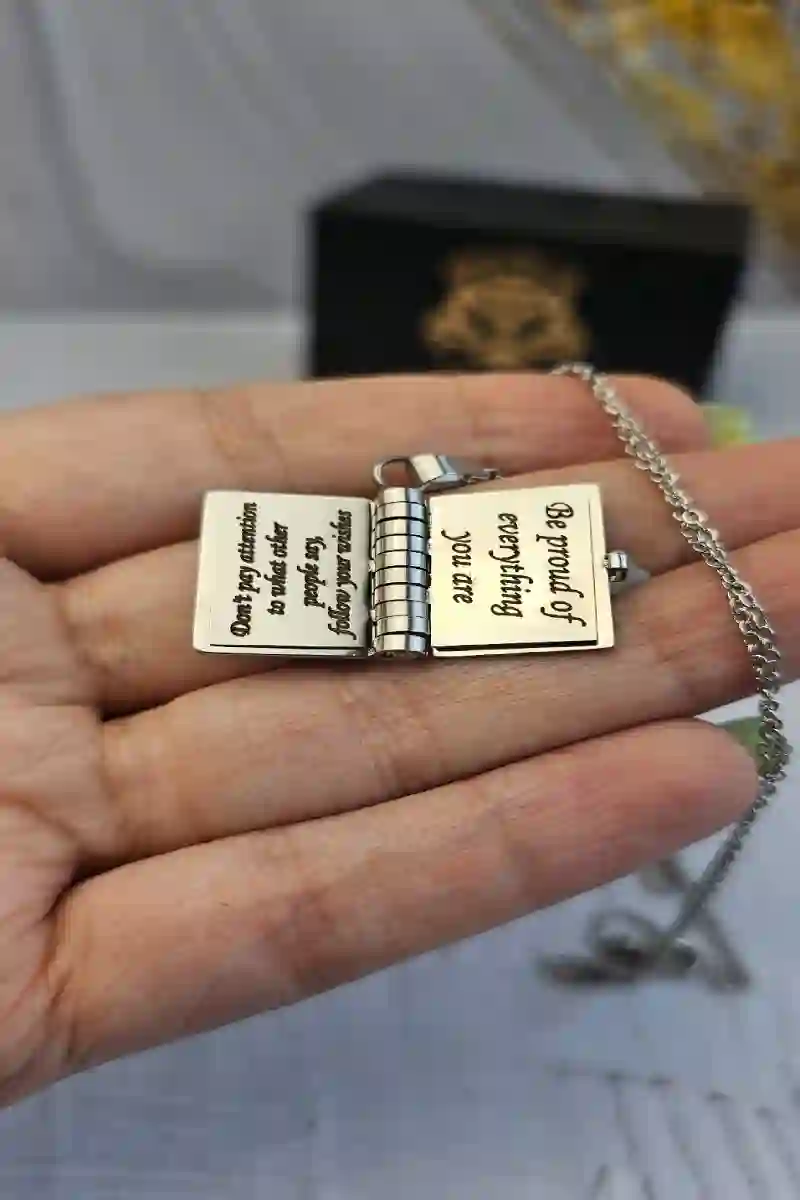 Don't pay attention
to what other
people say,
follow your wishes
Be proud of
everything
you are